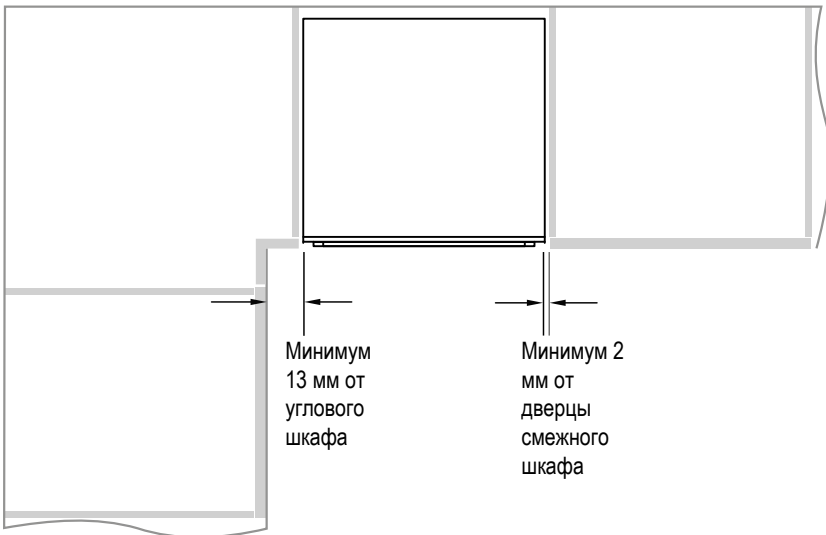 Минимум
13 мм от
углового
шкафа
Минимум 2
мм от
дверцы
смежного
шкафа